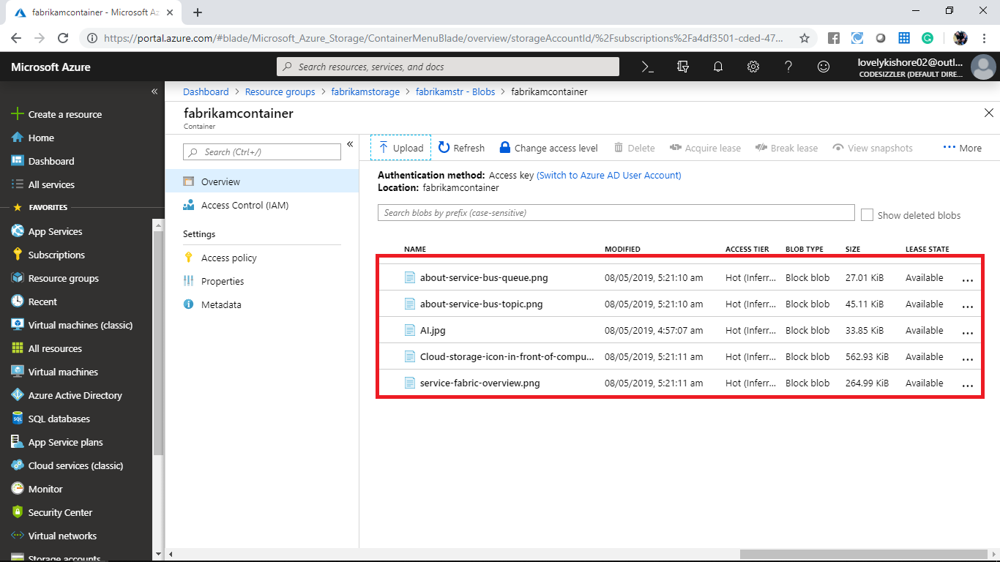 fabrikamcontainer - Microsoft Az
https://portal.azure.com/#blade/Microsoft_Azure_Storage/ContainerMenuBlade/overview/storageAccountId/%2Fsubscriptions%2Fa4df3501-cded-47...
Microsoft Azure
Search resources, services, and docs
lovelykishore02@outl...
CODESIZZLER (DEFAULT DIRE...
Create a resource
Home
Dashboard
All services
FAVORITES
App Services
Subscriptions
Resource groups
Recent
Virtual machines (classic)
All resources
Virtual machines
Azure Active Directory
SQL databases
App Service plans
Cloud services (classic)
Monitor
Security Center
Virtual networks
Storage accounts
Dashboard > Resource groups > fabrikamstorage > fabrikamstr - Blobs > fabrikamcontainer
fabrikamcontainer
Container
Search (Ctrl+/)
Overview
Access Control (IAM)
Settings
Access policy
Properties
Metadata
Upload Refresh Change access level Delete Acquire lease Break lease View snapshots ••• More
Authentication method: Access key (Switch to Azure AD User Account)
Location: fabrikamcontainer
Search blobs by prefix (case-sensitive) Show deleted blobs
NAME MODIFIED ACCESS TIER BLOB TYPE SIZE LEASE STATE
about-service-bus-queue.png 08/05/2019, 5:21:10 am Hot (Inferr... Block blob 27.01 KiB Available ...
about-service-bus-topic.png 08/05/2019, 5:21:10 am Hot (Inferr... Block blob 45.11 KiB Available ...
AI.jpg 08/05/2019, 4:57:07 am Hot (Inferr... Block blob 33.85 KiB Available ...
Cloud-storage-icon-in-front-of-compu... 08/05/2019, 5:21:11 am Hot (Inferr... Block blob 562.93 KiB Available ...
service-fabric-overview.png 08/05/2019, 5:21:11 am Hot (Inferr... Block blob 264.99 KiB Available ...